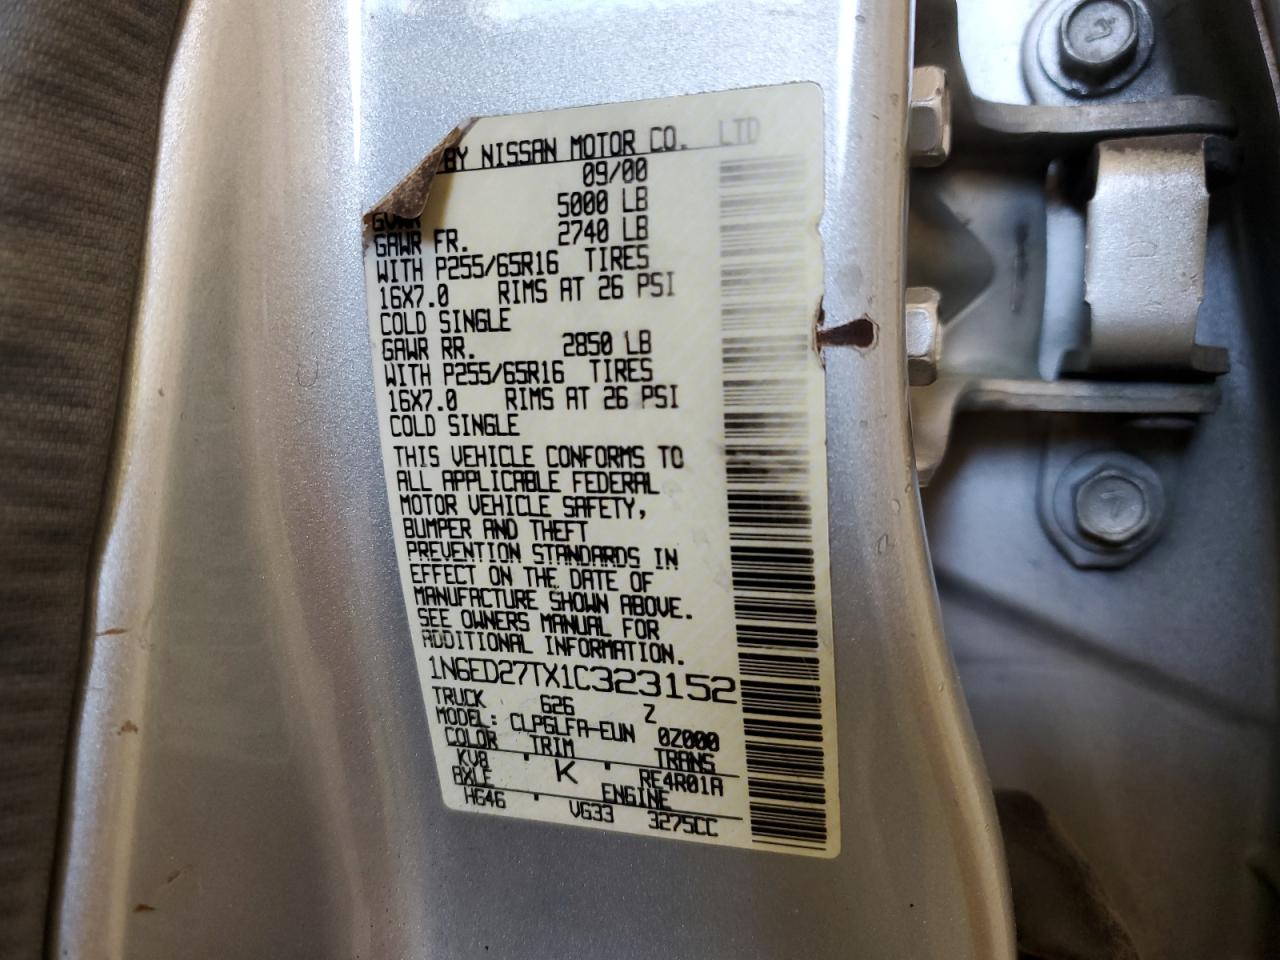 BY NISSAN MOTOR CO. LTD
09/00
GVWR 5000 LB
GAWR FR. 2740 LB
WITH P255/65R16 TIRES
16X7.0 RIMS AT 26 PSI
COLD SINGLE
GAWR RR. 2850 LB
WITH P255/65R16 TIRES
16X7.0 RIMS AT 26 PSI
COLD SINGLE
THIS VEHICLE CONFORMS TO
ALL APPLICABLE FEDERAL
MOTOR VEHICLE SAFETY,
BUMPER AND THEFT
PREVENTION STANDARDS IN
EFFECT ON THE DATE OF
MANUFACTURE SHOWN ABOVE.
SEE OWNERS MANUAL FOR
ADDITIONAL INFORMATION.
1N6ED27TX1C323152
TRUCK 626 Z
MODEL: CLPGLFA-EUN 0Z000
COLOR TRIM TRANS
KV8 K RE4R01A
AXLE ENGINE
HG46 VG33 3275CC